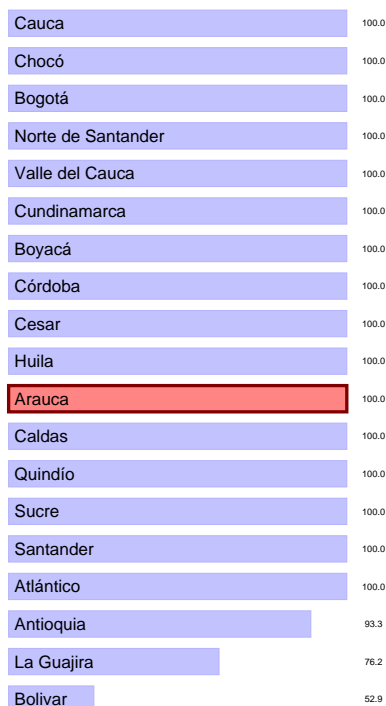 Cauca 100.0
Chocó 100.0
Bogotá 100.0
Norte de Santander 100.0
Valle del Cauca 100.0
Cundinamarca 100.0
Boyacá 100.0
Córdoba 100.0
Cesar 100.0
Huila 100.0
Arauca 100.0
Caldas 100.0
Quindío 100.0
Sucre 100.0
Santander 100.0
Atlántico 100.0
Antioquia 93.3
La Guajira 76.2
Bolivar 52.9